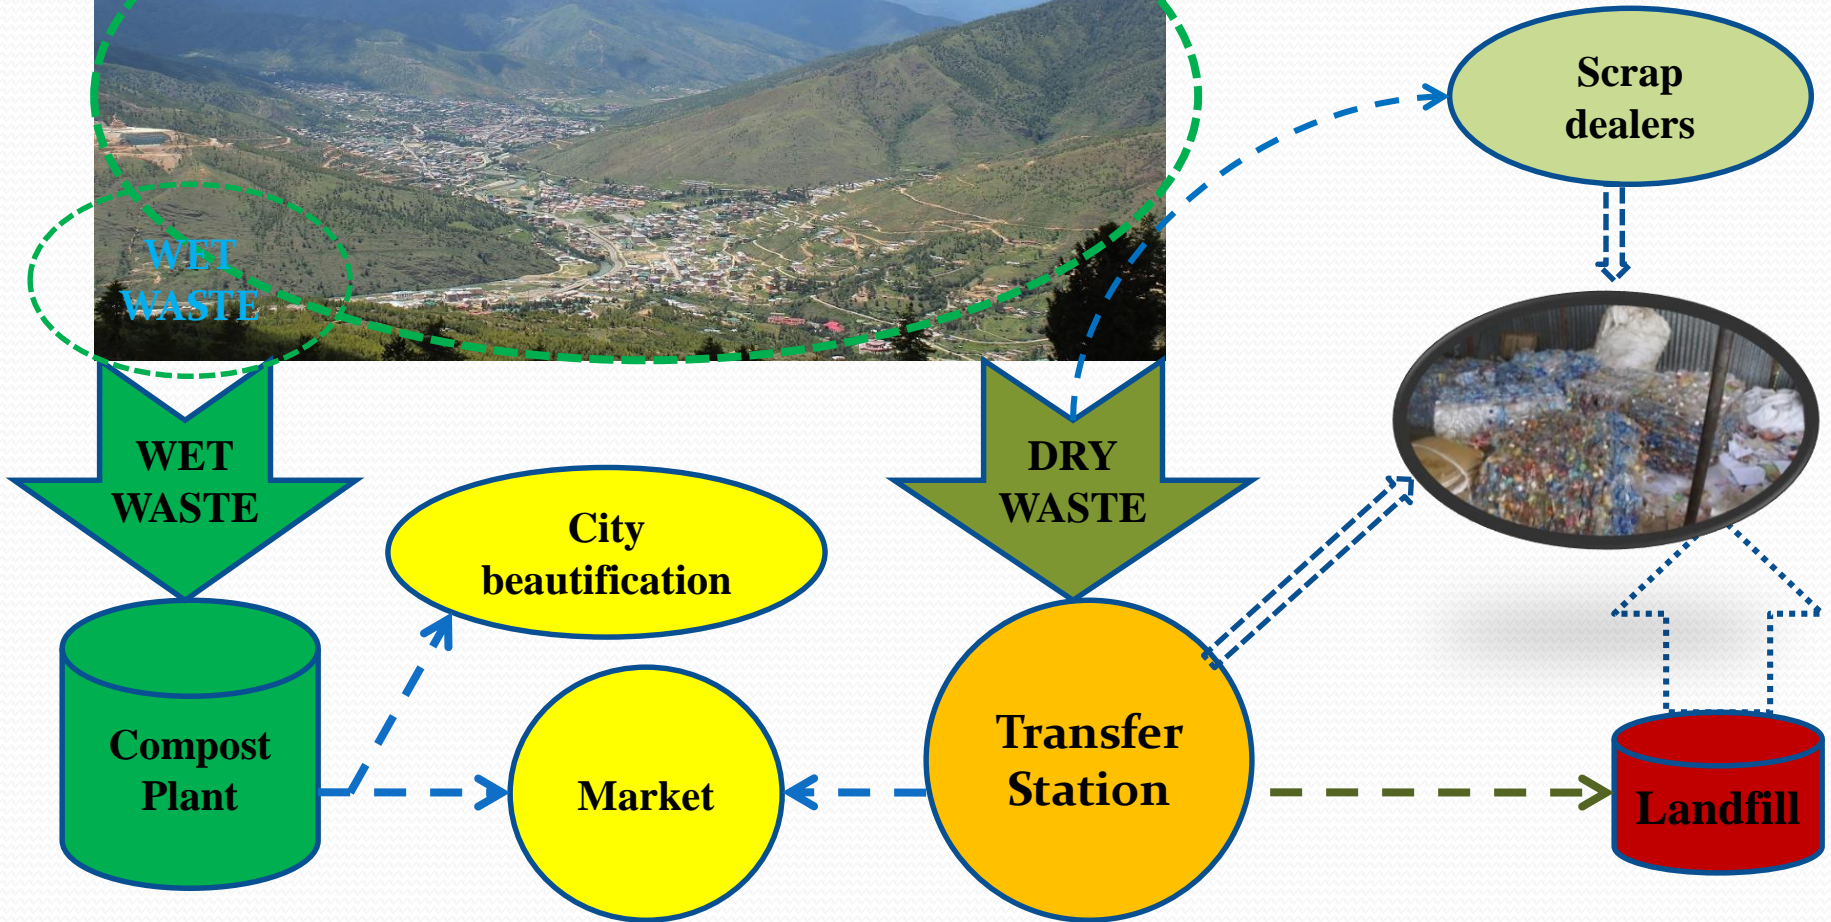 Scrap
dealers
WET
WASTE
WET
WASTE
DRY
WASTE
City
beautification
Compost
Plant
Market
Transfer
Station
Landfill